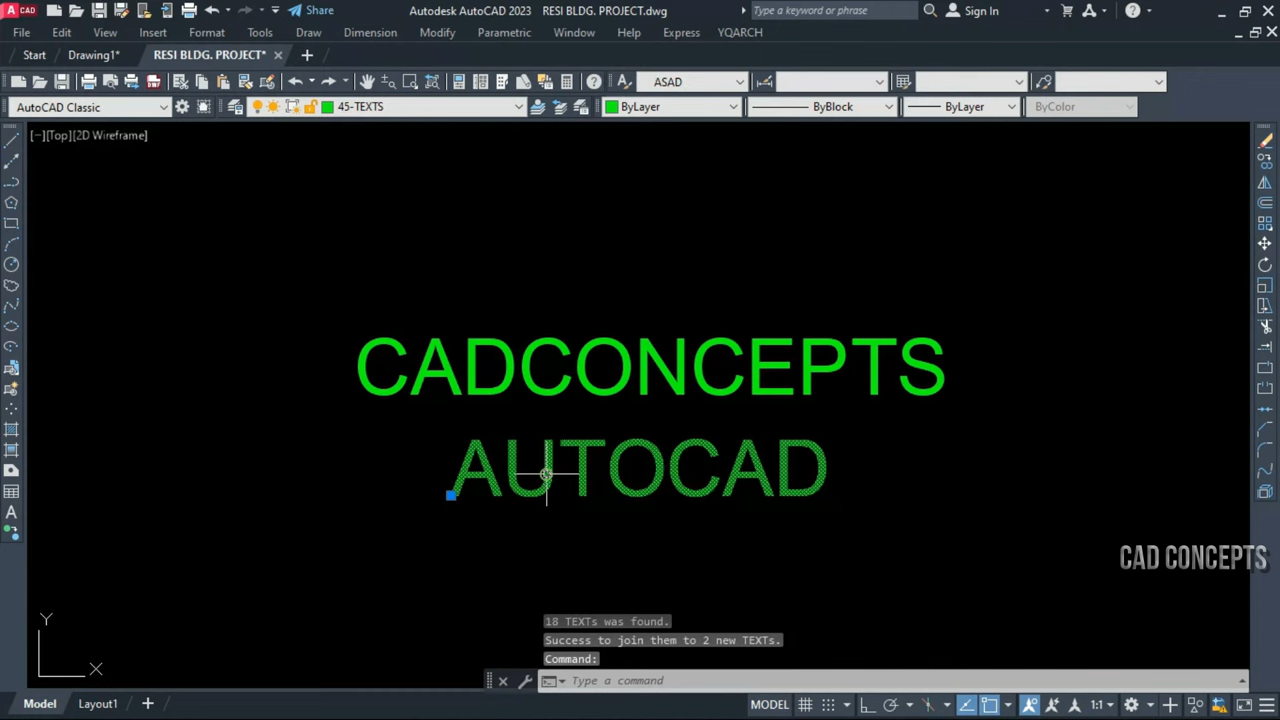 CAD
Share
Autodesk AutoCAD 2023 RESI BLDG. PROJECT.dwg
Type a keyword or phrase
Sign In
File Edit View Insert Format Tools Draw Dimension Modify Parametric Window Help Express YQARCH
Start Drawing1* RESI BLDG. PROJECT*
ASAD
AutoCAD Classic 45-TEXTS ByLayer ByBlock ByLayer ByColor
[−][Top][2D Wireframe]
CADCONCEPTS
AUTOCAD
CAD CONCEPTS
Y
X
18 TEXTs was found.
Success to join them to 2 new TEXTs.
Command:
Type a command
Model Layout1 MODEL 1:1